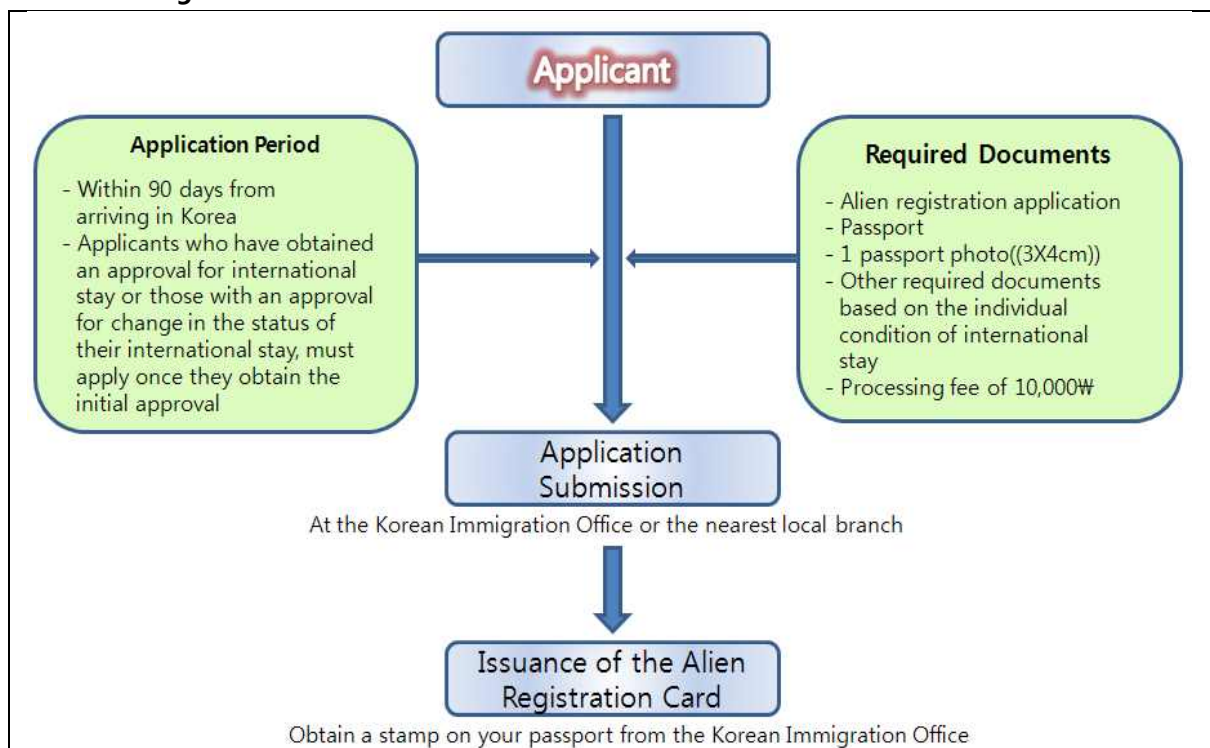 Applicant
Application Period
- Within 90 days from
arriving in Korea
- Applicants who have obtained
an approval for international
stay or those with an approval
for change in the status of
their international stay, must
apply once they obtain the
initial approval
Required Documents
- Alien registration application
- Passport
- 1 passport photo((3X4cm))
- Other required documents
based on the individual
condition of international
stay
- Processing fee of 10,000₩
Application
Submission
At the Korean Immigration Office or the nearest local branch
Issuance of the Alien
Registration Card
Obtain a stamp on your passport from the Korean Immigration Office